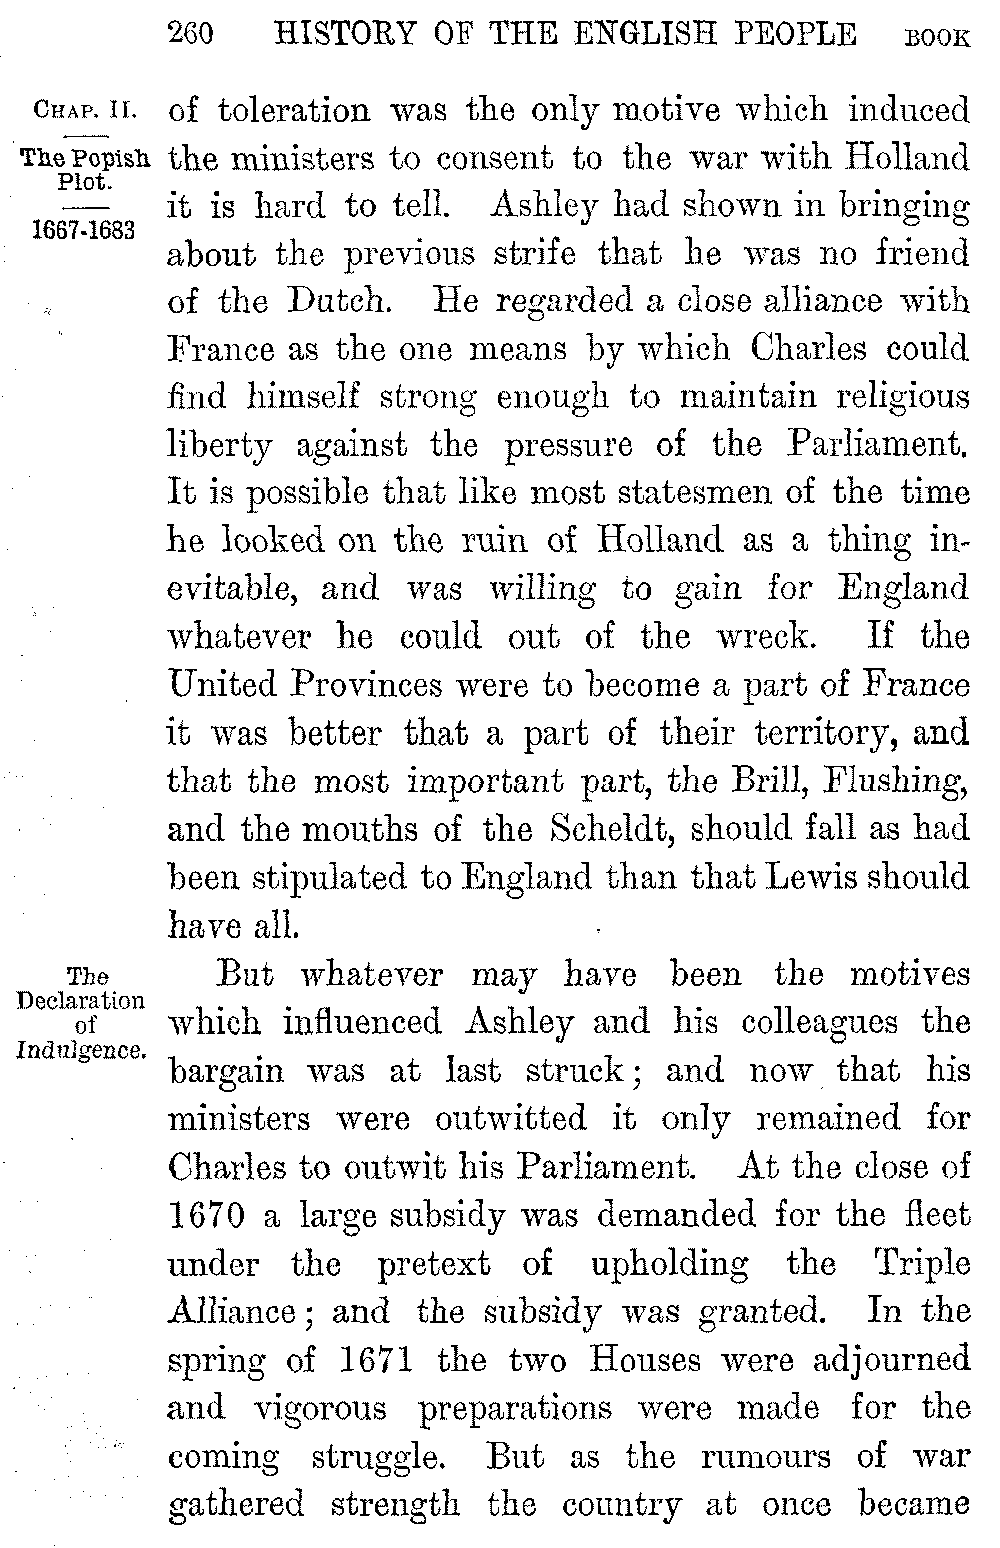 260 HISTORY OF THE ENGLISH PEOPLE BOOK
CHAP. II.
The Popish
Plot.
1667-1683
of toleration was the only motive which induced
the ministers to consent to the war with Holland
it is hard to tell. Ashley had shown in bringing
about the previous strife that he was no friend
of the Dutch. He regarded a close alliance with
France as the one means by which Charles could
find himself strong enough to maintain religious
liberty against the pressure of the Parliament.
It is possible that like most statesmen of the time
he looked on the ruin of Holland as a thing in-
evitable, and was willing to gain for England
whatever he could out of the wreck. If the
United Provinces were to become a part of France
it was better that a part of their territory, and
that the most important part, the Brill, Flushing,
and the mouths of the Scheldt, should fall as had
been stipulated to England than that Lewis should
have all.
The
Declaration
of
Indulgence.
But whatever may have been the motives
which influenced Ashley and his colleagues the
bargain was at last struck; and now that his
ministers were outwitted it only remained for
Charles to outwit his Parliament. At the close of
1670 a large subsidy was demanded for the fleet
under the pretext of upholding the Triple
Alliance; and the subsidy was granted. In the
spring of 1671 the two Houses were adjourned
and vigorous preparations were made for the
coming struggle. But as the rumours of war
gathered strength the country at once became